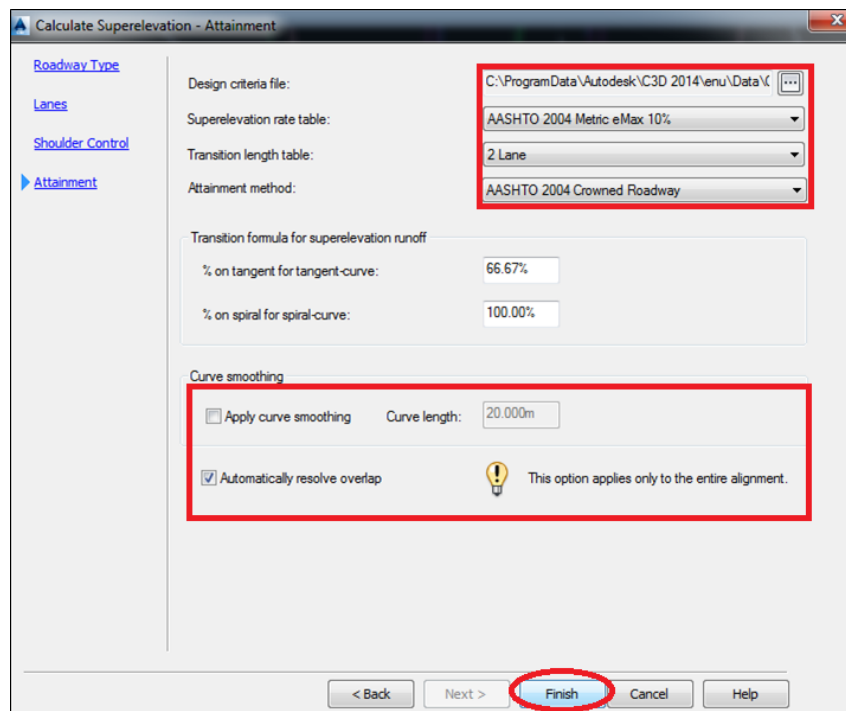 Calculate Superelevation - Attainment
Roadway Type
Lanes
Shoulder Control
Attainment
Design criteria file:
C:\ProgramData\Autodesk\C3D 2014\enu\Data\
...
Superelevation rate table:
AASHTO 2004 Metric eMax 10%
Transition length table:
2 Lane
Attainment method:
AASHTO 2004 Crowned Roadway
Transition formula for superelevation runoff
% on tangent for tangent-curve:
66.67%
% on spiral for spiral-curve:
100.00%
Curve smoothing
Apply curve smoothing
Curve length:
20.000m
Automatically resolve overlap
This option applies only to the entire alignment.
< Back
Next >
Finish
Cancel
Help